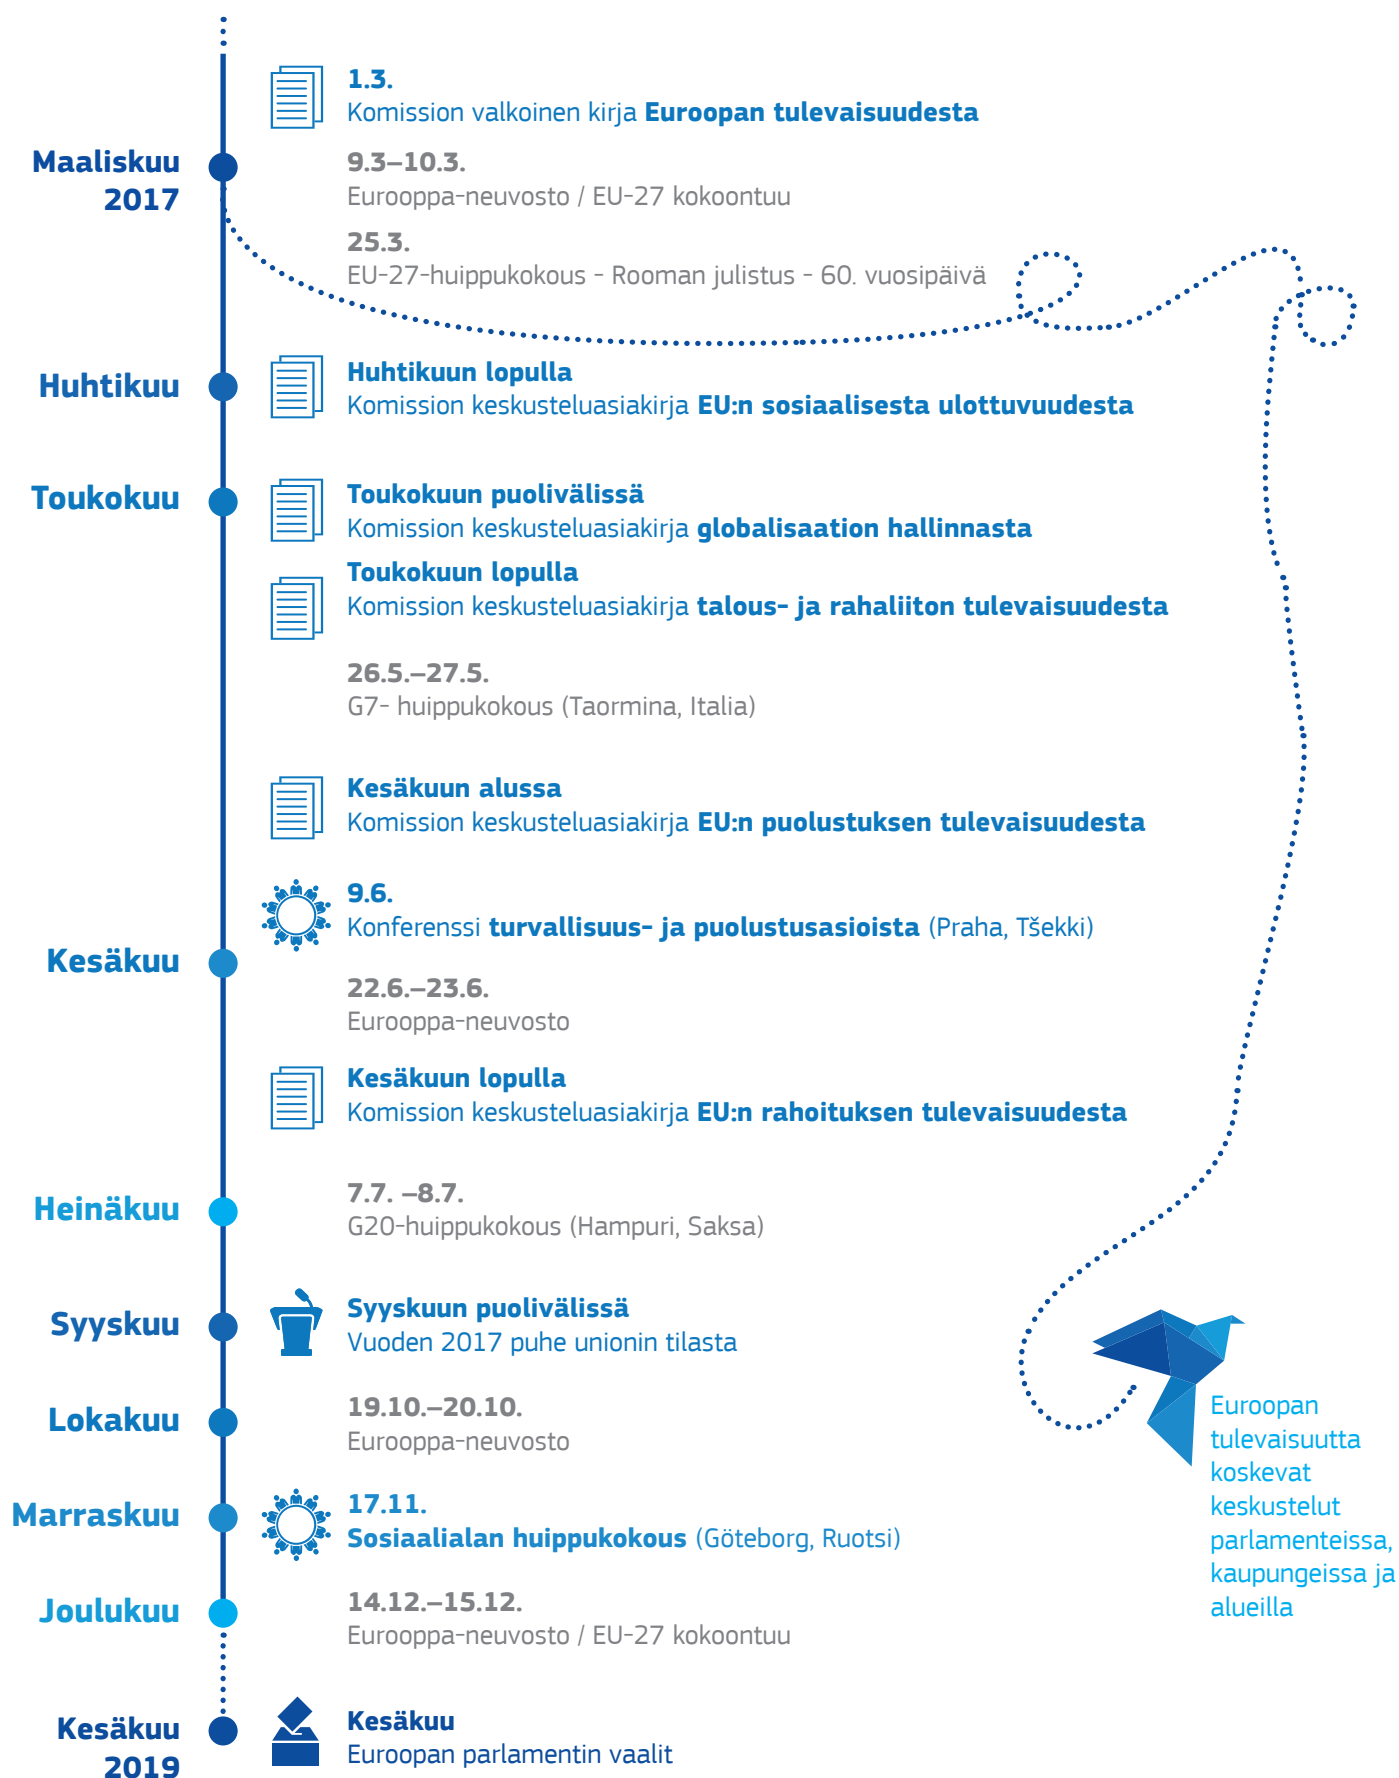 Maaliskuu
2017
1.3.
Komission valkoinen kirja Euroopan tulevaisuudesta
9.3–10.3.
Eurooppa-neuvosto / EU-27 kokoontuu
25.3.
EU-27-huippukokous - Rooman julistus - 60. vuosipäivä
Huhtikuu
Huhtikuun lopulla
Komission keskusteluasiakirja EU:n sosiaalisesta ulottuvuudesta
Toukokuu
Toukokuun puolivälissä
Komission keskusteluasiakirja globalisaation hallinnasta
Toukokuun lopulla
Komission keskusteluasiakirja talous- ja rahaliiton tulevaisuudesta
26.5.–27.5.
G7- huippukokous (Taormina, Italia)
Kesäkuu
Kesäkuun alussa
Komission keskusteluasiakirja EU:n puolustuksen tulevaisuudesta
9.6.
Konferenssi turvallisuus- ja puolustusasioista (Praha, Tšekki)
22.6.–23.6.
Eurooppa-neuvosto
Kesäkuun lopulla
Komission keskusteluasiakirja EU:n rahoituksen tulevaisuudesta
Heinäkuu
7.7. –8.7.
G20-huippukokous (Hampuri, Saksa)
Syyskuu
Syyskuun puolivälissä
Vuoden 2017 puhe unionin tilasta
Lokakuu
19.10.–20.10.
Eurooppa-neuvosto
Marraskuu
17.11.
Sosiaalialan huippukokous (Göteborg, Ruotsi)
Joulukuu
14.12.–15.12.
Eurooppa-neuvosto / EU-27 kokoontuu
Kesäkuu
2019
Kesäkuu
Euroopan parlamentin vaalit
Euroopan
tulevaisuutta
koskevat
keskustelut
parlamenteissa,
kaupungeissa ja
alueilla